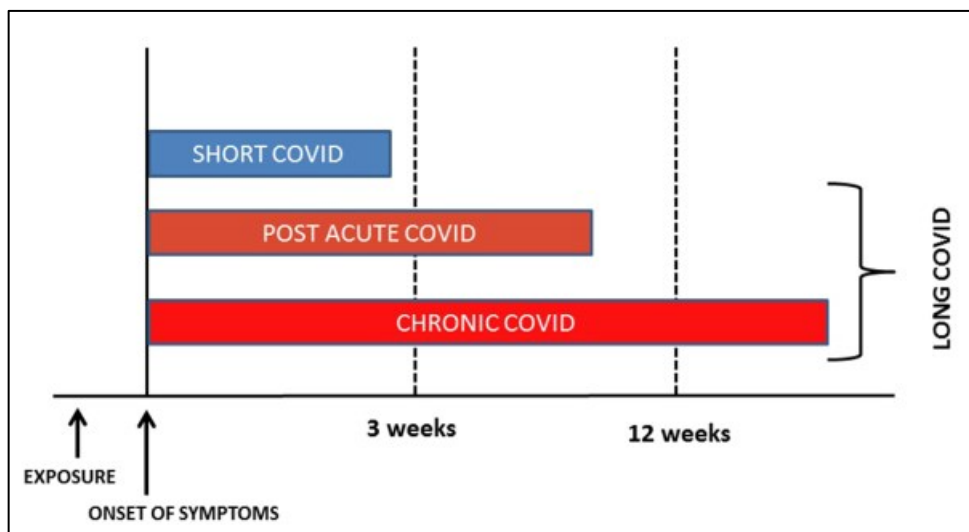 SHORT COVID
POST ACUTE COVID
CHRONIC COVID
LONG COVID
3 weeks
12 weeks
EXPOSURE
ONSET OF SYMPTOMS